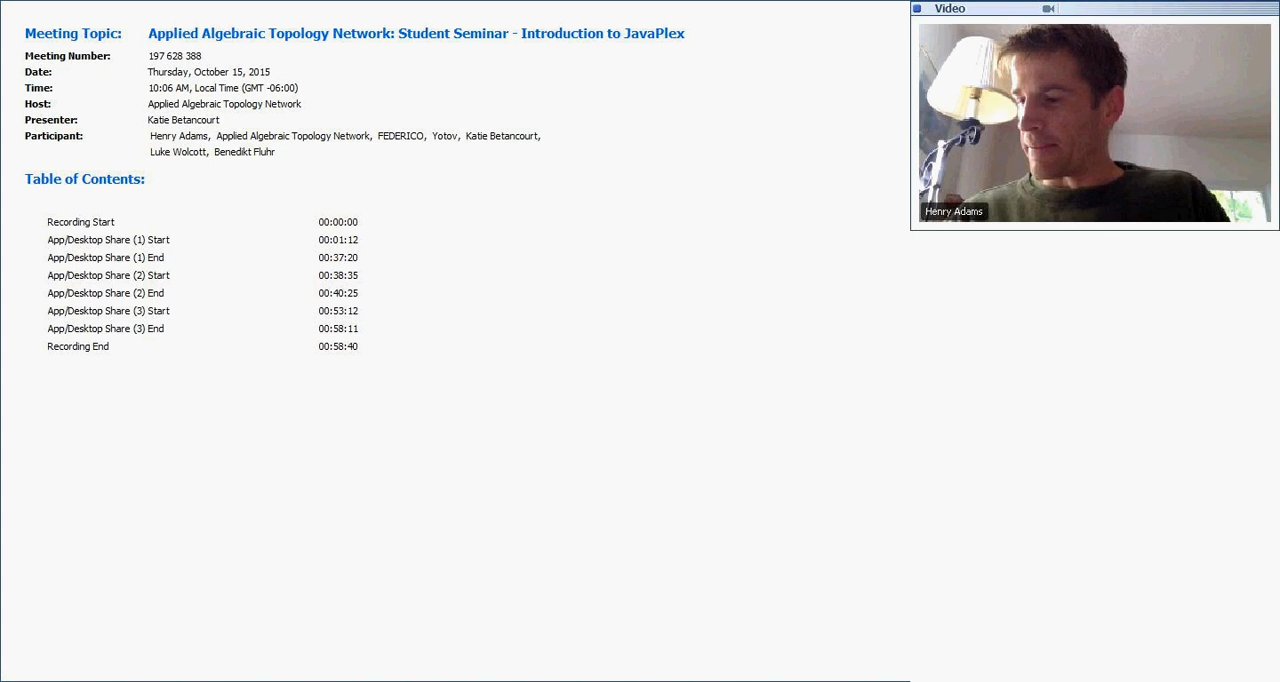 Meeting Topic: Applied Algebraic Topology Network: Student Seminar - Introduction to JavaPlex
Meeting Number: 197 628 388
Date: Thursday, October 15, 2015
Time: 10:06 AM, Local Time (GMT -06:00)
Host: Applied Algebraic Topology Network
Presenter: Katie Betancourt
Participant: Henry Adams, Applied Algebraic Topology Network, FEDERICO, Yotov, Katie Betancourt,
Luke Wolcott, Benedikt Fluhr
Table of Contents:
Recording Start 00:00:00
App/Desktop Share (1) Start 00:01:12
App/Desktop Share (1) End 00:37:20
App/Desktop Share (2) Start 00:38:35
App/Desktop Share (2) End 00:40:25
App/Desktop Share (3) Start 00:53:12
App/Desktop Share (3) End 00:58:11
Recording End 00:58:40
Video
Henry Adams